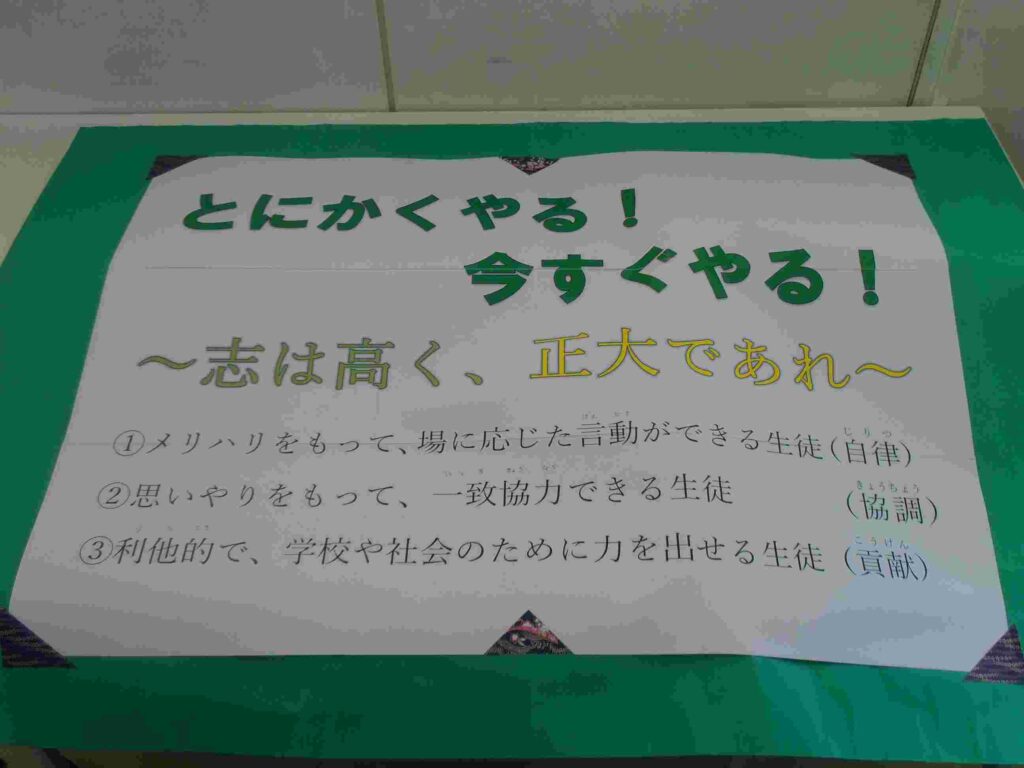 とにかくやる！
今すぐやる！
～志は高く、正大であれ～
①メリハリをもって、場に応じた言動ができる生徒（自律）
②思いやりをもって、一致協力できる生徒（協調）
③利他的で、学校や社会のために力を出せる生徒（貢献）